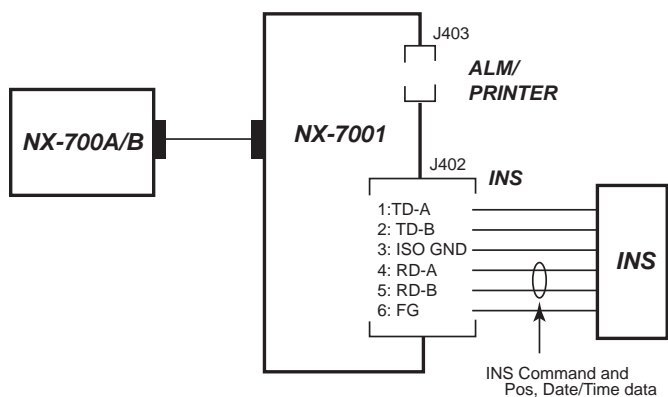 J403
ALM/
PRINTER
NX-700A/B
NX-7001
J402
INS
1:TD-A
2: TD-B
3: ISO GND
4: RD-A
5: RD-B
6: FG
INS
INS Command and
Pos, Date/Time data